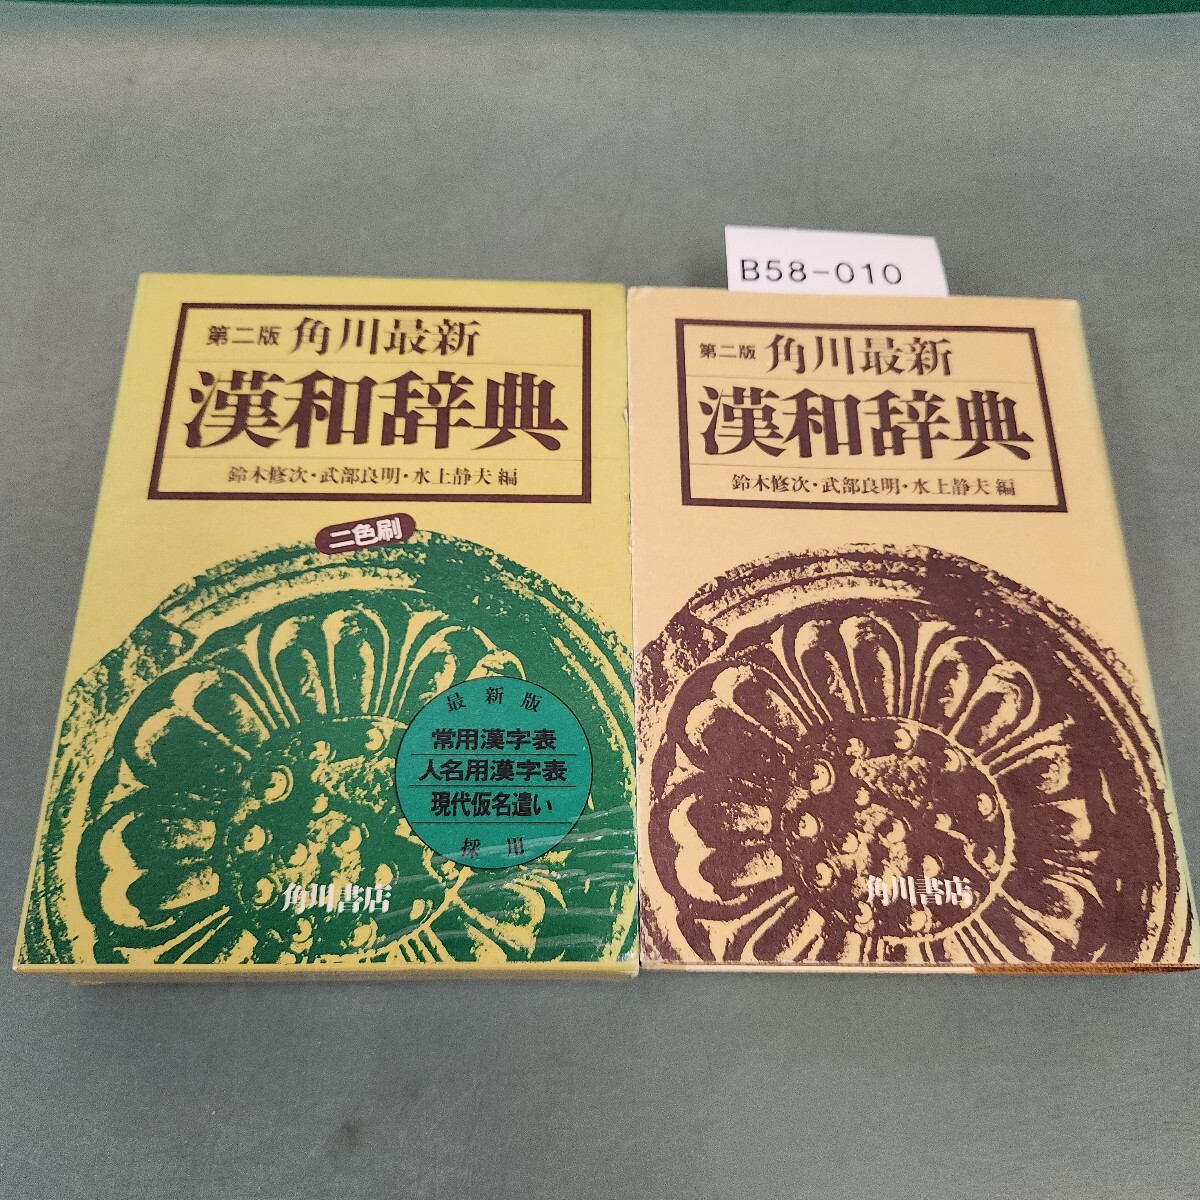 B58-010
第二版 角川最新
漢和辞典
鈴木修次・武部良明・水上静夫 編
二色刷
最新版
常用漢字表
人名用漢字表
現代仮名遣い
採用
角川書店
第二版 角川最新
漢和辞典
鈴木修次・武部良明・水上静夫 編
角川書店